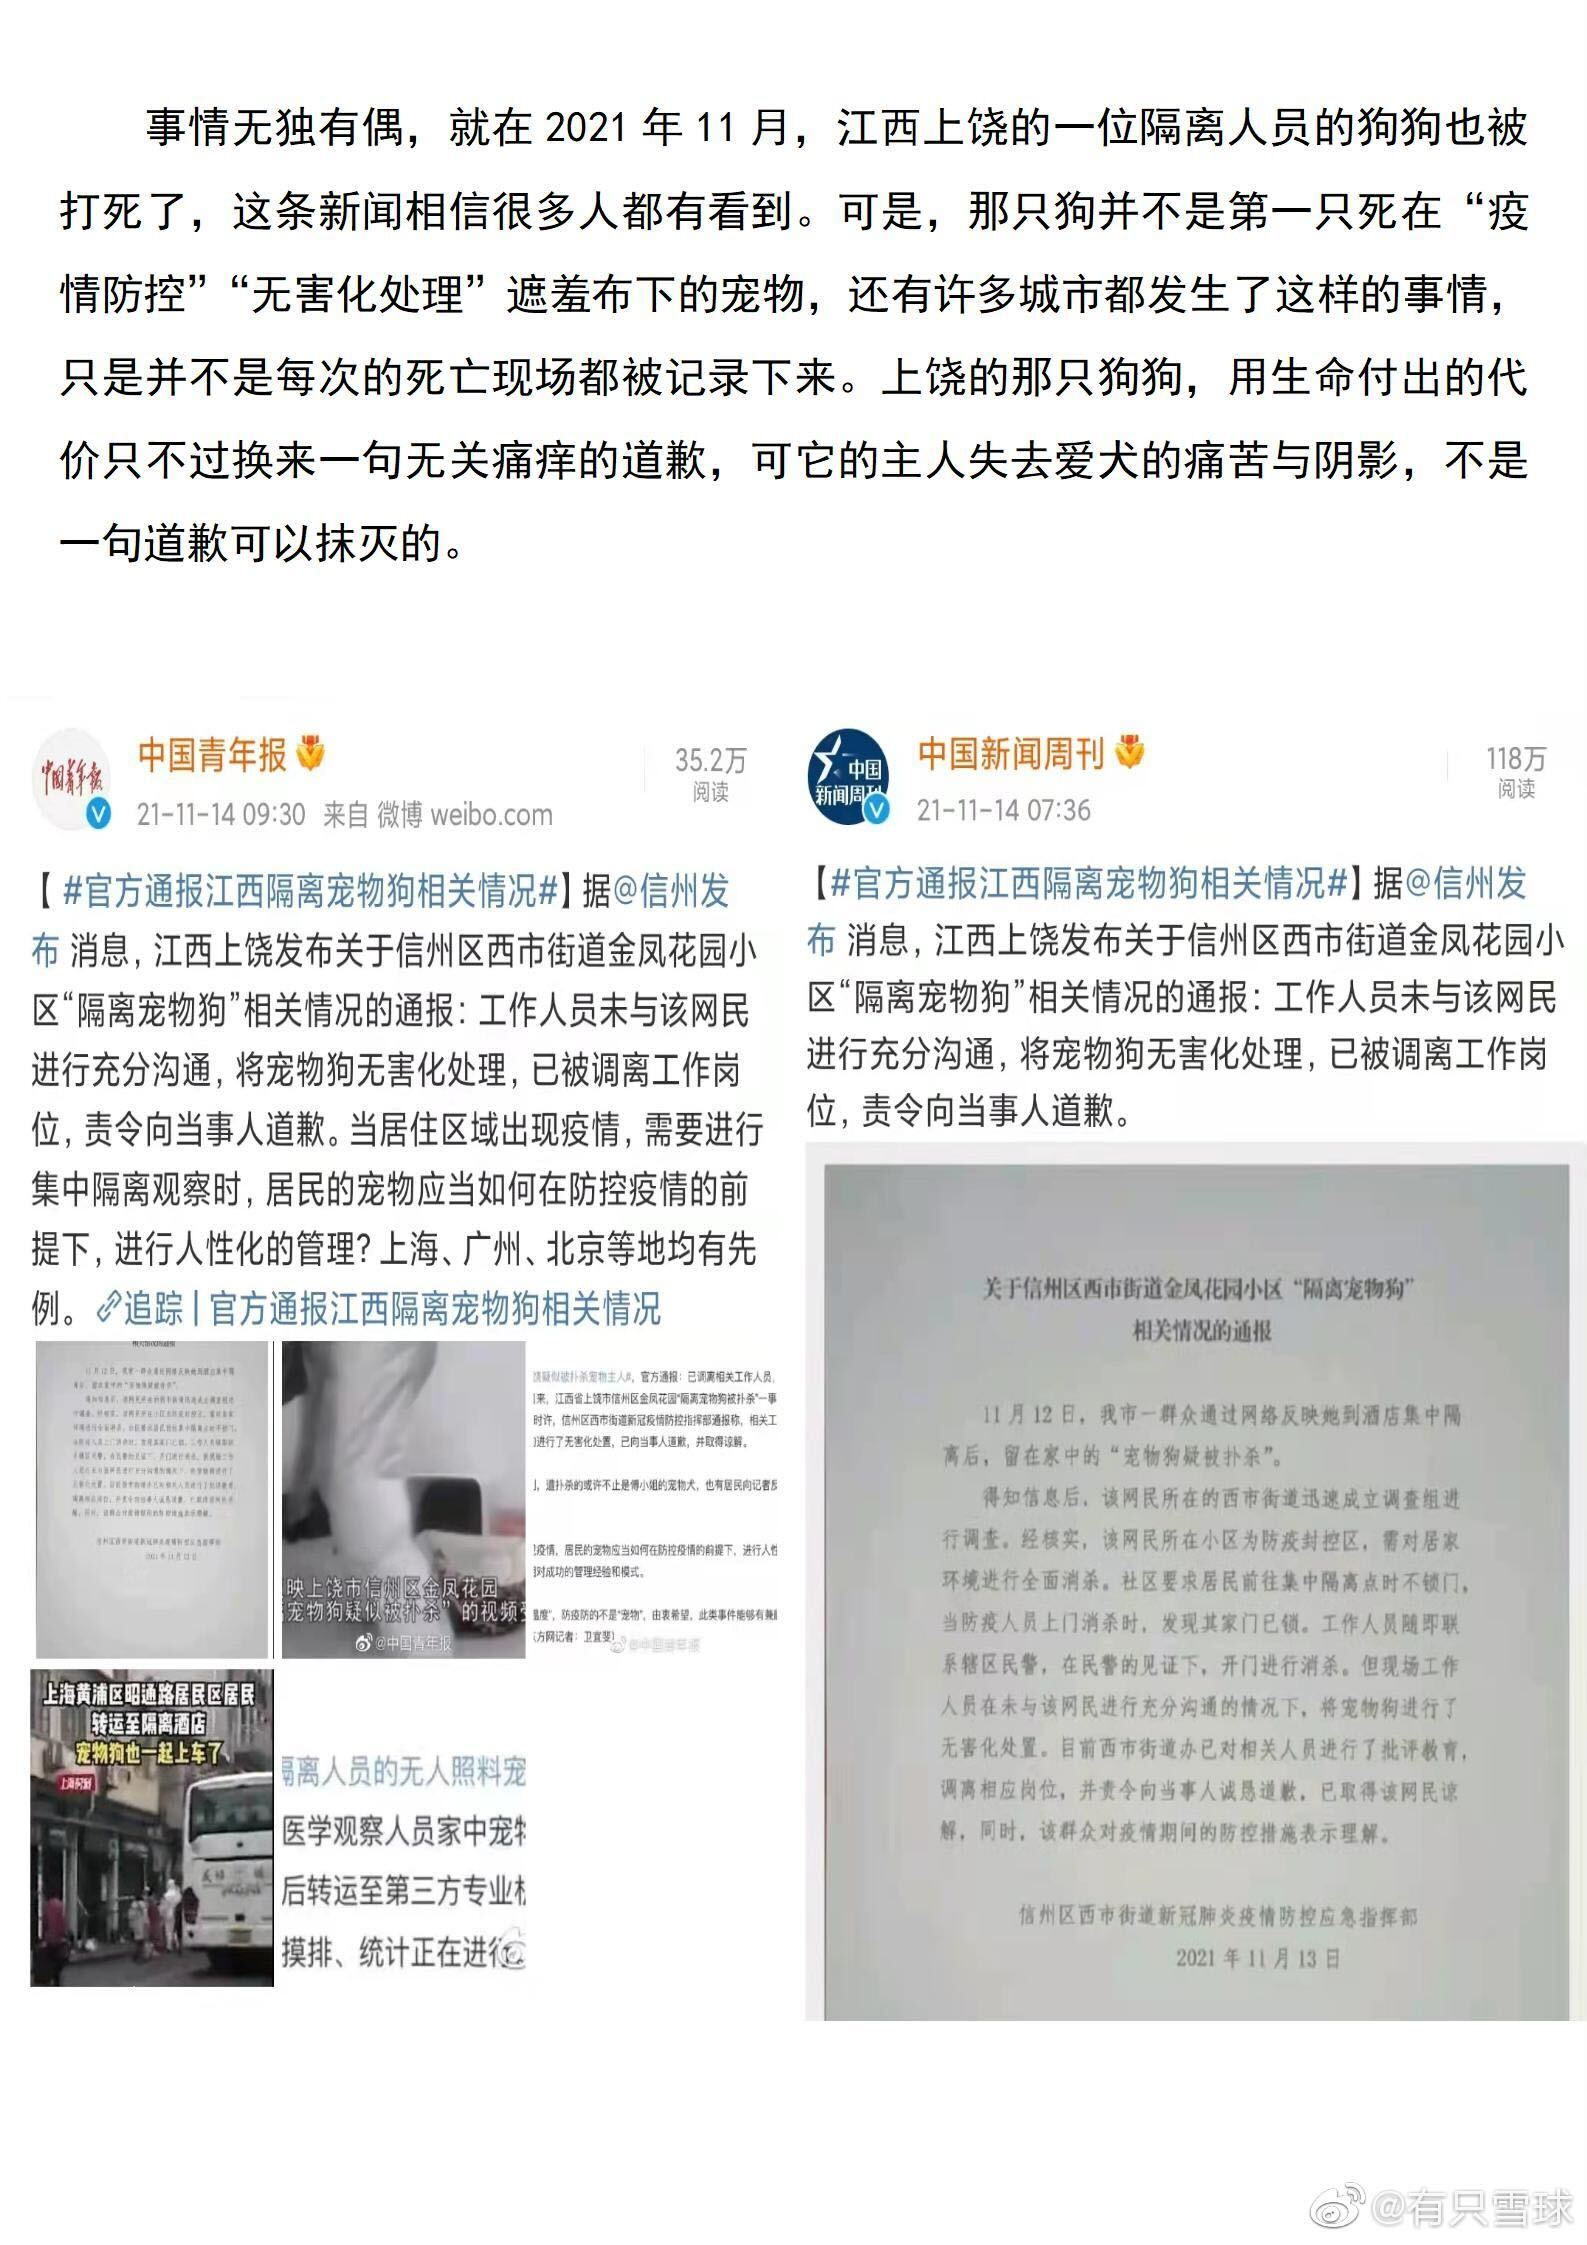 事情无独有偶，就在 2021 年 11 月，江西上饶的一位隔离人员的狗狗也被
打死了，这条新闻相信很多人都有看到。可是，那只狗并不是第一只死在“疫
情防控”“无害化处理”遮羞布下的宠物，还有许多城市都发生了这样的事情，
只是并不是每次的死亡现场都被记录下来。上饶的那只狗狗，用生命付出的代
价只不过换来一句无关痛痒的道歉，可它的主人失去爱犬的痛苦与阴影，不是
一句道歉可以抹灭的。
中国青年报
中国青年报
35.2万
阅读
21-11-14 09:30 来自 微博 weibo.com
【#官方通报江西隔离宠物狗相关情况#】据@信州发
布 消息，江西上饶发布关于信州区西市街道金凤花园小
区“隔离宠物狗”相关情况的通报：工作人员未与该网民
进行充分沟通，将宠物狗无害化处理，已被调离工作岗
位，责令向当事人道歉。当居住区域出现疫情，需要进行
集中隔离观察时，居民的宠物应当如何在防控疫情的前
提下，进行人性化的管理？上海、广州、北京等地均有先
例。追踪 | 官方通报江西隔离宠物狗相关情况
映上饶市信州区金凤花园
宠物狗疑似被扑杀”的视频
@中国青年报
疑似被扑杀宠物主人#，官方通报：已调离相关工作人员，
来，江西省上饶市信州区金凤花园“隔离宠物狗被扑杀”一事
时许，信州区西市街道新冠疫情防控指挥部通报称，相关工
进行了无害化处置，已向当事人道歉，并取得谅解。
，遭扑杀的或许不止是傅小姐的宠物犬，也有居民向记者反
疫情，居民的宠物应当如何在防控疫情的前提下，进行人性
对成功的管理经验和模式。
温度”，防疫防的不是“宠物”，由衷希望，此类事件能够有兼顾
方网记者：卫宜斐）
@中国青年报
上海黄浦区昭通路居民区居民
转运至隔离酒店
宠物狗也一起上车了
隔离人员的无人照料宠
医学观察人员家中宠物
后转运至第三方专业机
摸排、统计正在进行
中国
新闻周刊
中国新闻周刊
118万
阅读
21-11-14 07:36
【#官方通报江西隔离宠物狗相关情况#】据@信州发
布 消息，江西上饶发布关于信州区西市街道金凤花园小
区“隔离宠物狗”相关情况的通报：工作人员未与该网民
进行充分沟通，将宠物狗无害化处理，已被调离工作岗
位，责令向当事人道歉。
关于信州区西市街道金凤花园小区“隔离宠物狗”
相关情况的通报
11月12日，我市一群众通过网络反映她到酒店集中隔
离后，留在家中的“宠物狗疑被扑杀”。
得知信息后，该网民所在的西市街道迅速成立调查组进
行调查。经核实，该网民所在小区为防疫封控区，需对居家
环境进行全面消杀。社区要求居民前往集中隔离点时不锁门，
当防疫人员上门消杀时，发现其家门已锁。工作人员随即联
系辖区民警，在民警的见证下，开门进行消杀。但现场工作
人员在未与该网民进行充分沟通的情况下，将宠物狗进行了
无害化处置。目前西市街道办已对相关人员进行了批评教育，
调离相应岗位，并责令向当事人诚恳道歉，已取得该网民谅
解，同时，该群众对疫情期间的防控措施表示理解。
信州区西市街道新冠肺炎疫情防控应急指挥部
2021 年 11 月 13 日
@有只雪球